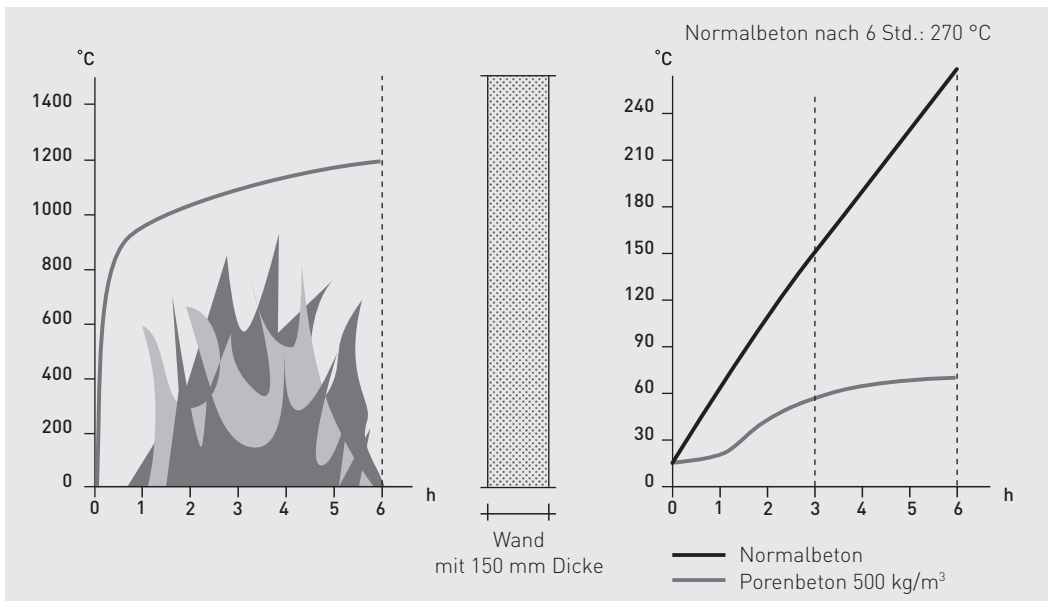 Normalbeton nach 6 Std.: 270 °C
°C
1400
1200
1000
800
600
400
200
0
0 1 2 3 4 5 6
h
Wand
mit 150 mm Dicke
°C
240
210
180
150
120
90
60
30
0
0 1 2 3 4 5 6
h
Normalbeton
Porenbeton 500 kg/m³